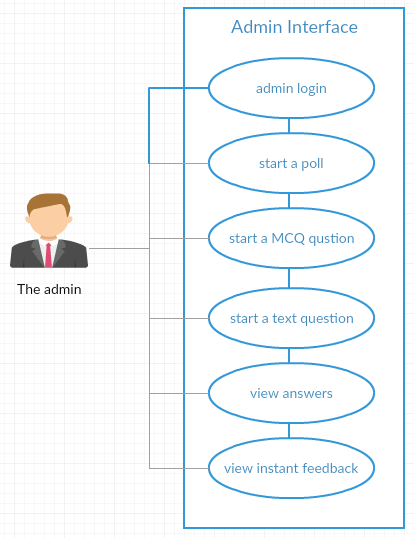 Admin Interface
admin login
start a poll
start a MCQ qustion
The admin
start a text question
view answers
view instant feedback